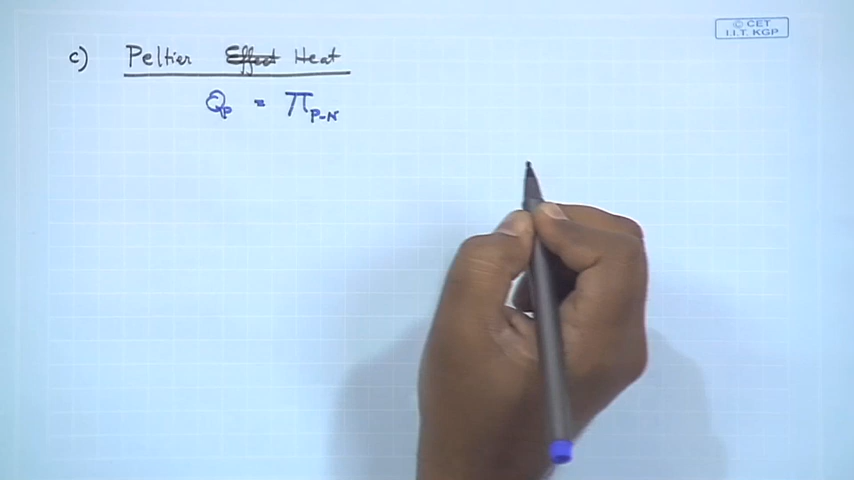 © CET
I.I.T. KGP
c) Peltier Effect Heat
Qp = πP-N